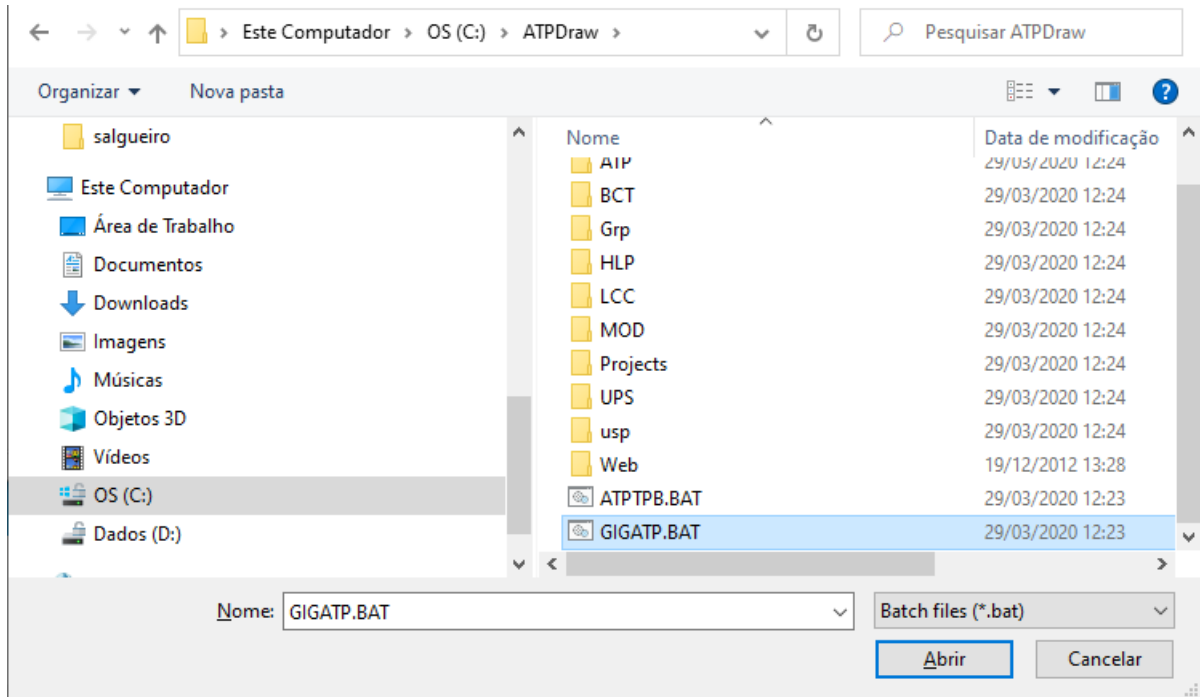 Este Computador > OS (C:) > ATPDraw >
Pesquisar ATPDraw
Organizar
Nova pasta
salgueiro
Este Computador
Área de Trabalho
Documentos
Downloads
Imagens
Músicas
Objetos 3D
Vídeos
OS (C:)
Dados (D:)
Nome Data de modificação
ATP 29/03/2020 12:24
BCT 29/03/2020 12:24
Grp 29/03/2020 12:24
HLP 29/03/2020 12:24
LCC 29/03/2020 12:24
MOD 29/03/2020 12:24
Projects 29/03/2020 12:24
UPS 29/03/2020 12:24
usp 29/03/2020 12:24
Web 19/12/2012 13:28
ATPTPB.BAT 29/03/2020 12:23
GIGATP.BAT 29/03/2020 12:23
Nome: GIGATP.BAT
Batch files (*.bat)
Abrir
Cancelar